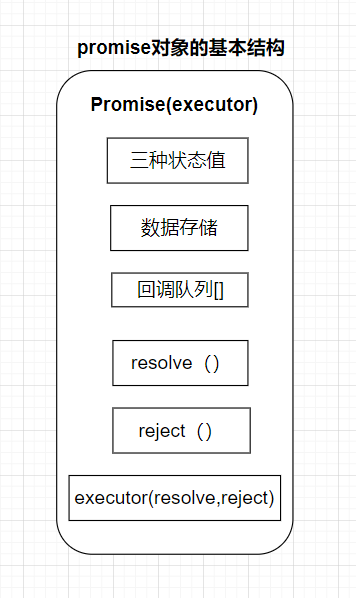 promise对象的基本结构
Promise(executor)
三种状态值
数据存储
回调队列[]
resolve（）
reject（）
executor(resolve,reject)